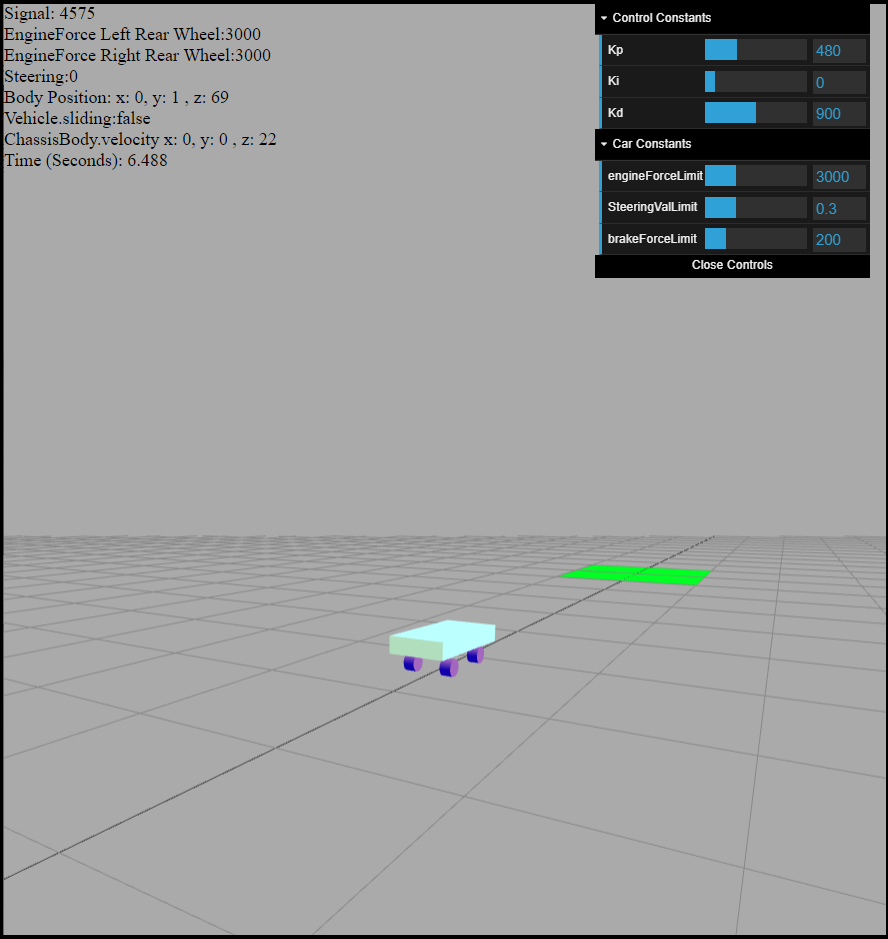 Signal: 4575
EngineForce Left Rear Wheel:3000
EngineForce Right Rear Wheel:3000
Steering:0
Body Position: x: 0, y: 1 , z: 69
Vehicle.sliding:false
ChassisBody.velocity x: 0, y: 0 , z: 22
Time (Seconds): 6.488
Control Constants
Kp 480
Ki 0
Kd 900
Car Constants
engineForceLimit 3000
SteeringValLimit 0.3
brakeForceLimit 200
Close Controls